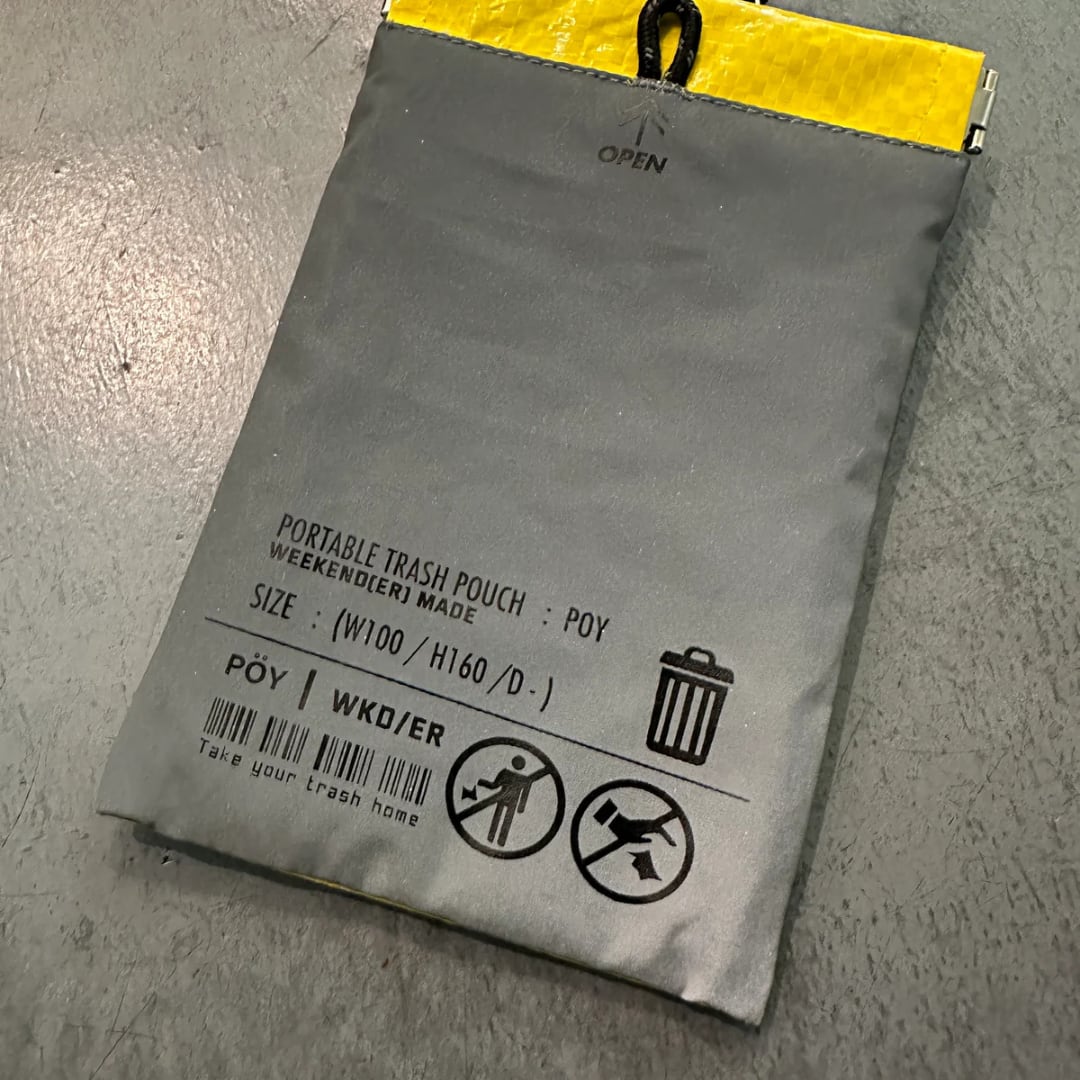 OPEN
PORTABLE TRASH POUCH : POY
WEEKEND(ER) MADE
SIZE : (W100 / H160 /D - )
PÖY | WKD/ER
Take your trash home